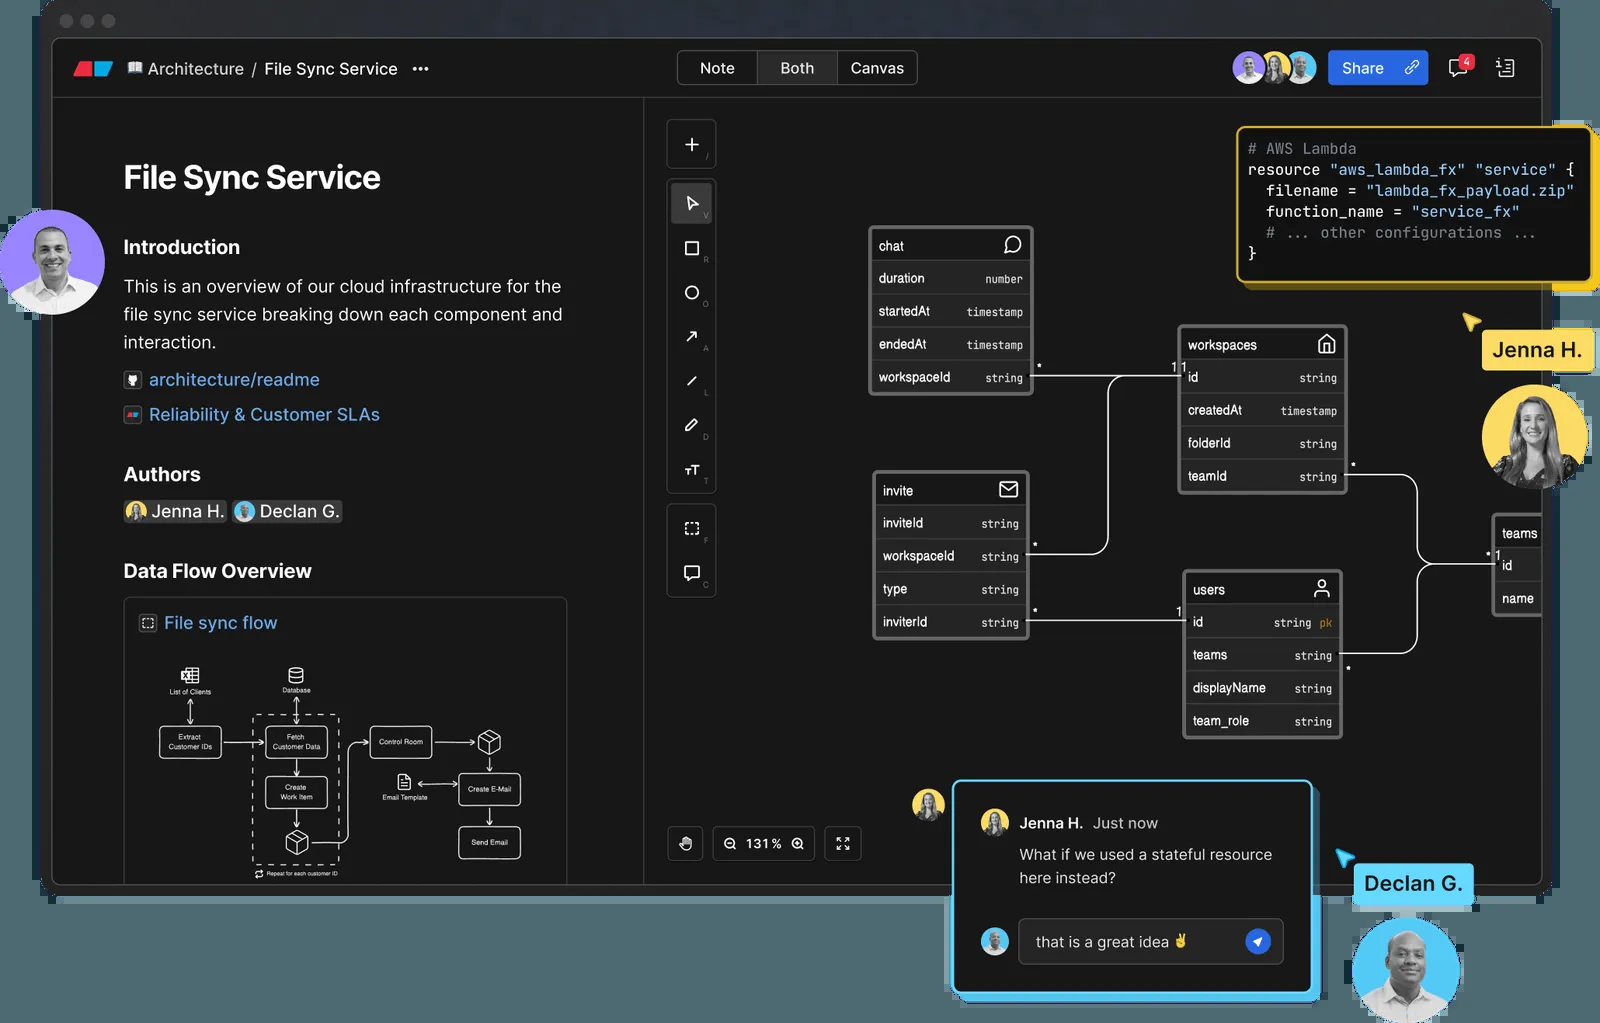 Architecture / File Sync Service ...
Note
Both
Canvas
Share
4
File Sync Service
Introduction
This is an overview of our cloud infrastructure for the
file sync service breaking down each component and
interaction.
architecture/readme
Reliability & Customer SLAs
Authors
Jenna H. Declan G.
Data Flow Overview
File sync flow
List of Clients
Database
Extract
Customer IDs
Fetch
Customer Data
Create
Work Item
Repeat for each customer ID
Control Room
Email Template
Create E-Mail
Send Email
/
V
R
O
A
L
D
TT
T
F
C
131%
chat
duration number
startedAt timestamp
endedAt timestamp
workspaceId string
*
1 1
invite
inviteId string
workspaceId string
*
type string
inviterId string
*
1
workspaces
id string
createdAt timestamp
folderId string
teamId string
*
users
id string pk
teams string
*
displayName string
team_role string
teams
* 1
id
name
# AWS Lambda
resource "aws_lambda_fx" "service" {
filename = "lambda_fx_payload.zip"
function_name = "service_fx"
# ... other configurations ...
}
Jenna H.
Jenna H. Just now
What if we used a stateful resource
here instead?
that is a great idea ✌
Declan G.